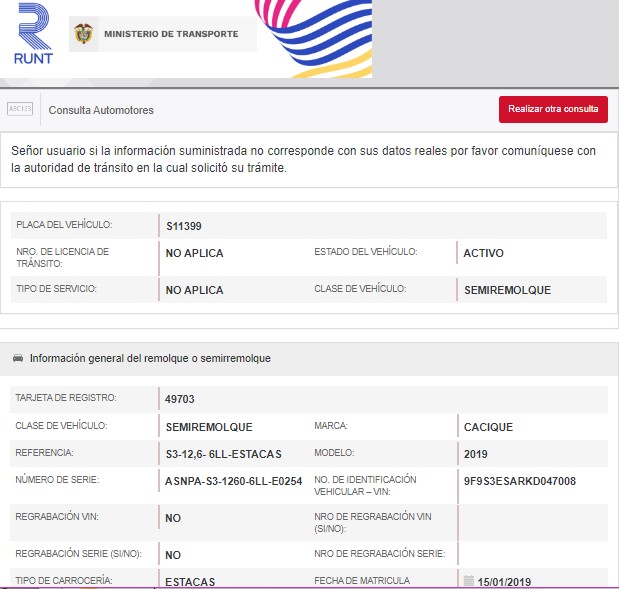 RUNT
MINISTERIO DE TRANSPORTE
ABC123
Consulta Automotores
Realizar otra consulta
Señor usuario si la información suministrada no corresponde con sus datos reales por favor comuníquese con
la autoridad de tránsito en la cual solicitó su trámite.
PLACA DEL VEHÍCULO: S11399
NRO. DE LICENCIA DE
TRÁNSITO: NO APLICA ESTADO DEL VEHÍCULO: ACTIVO
TIPO DE SERVICIO: NO APLICA CLASE DE VEHÍCULO: SEMIREMOLQUE
Información general del remolque o semirremolque
TARJETA DE REGISTRO: 49703
CLASE DE VEHÍCULO: SEMIREMOLQUE MARCA: CACIQUE
REFERENCIA: S3-12,6- 6LL-ESTACAS MODELO: 2019
NÚMERO DE SERIE: ASNPA-S3-1260-6LL-E0254 NO. DE IDENTIFICACIÓN
VEHICULAR – VIN: 9F9S3ESARKD047008
REGRABACIÓN VIN: NO NRO DE REGRABACIÓN VIN
(SI/NO):
REGRABACIÓN SERIE (SI/NO): NO NRO DE REGRABACIÓN SERIE:
TIPO DE CARROCERÍA: ESTACAS FECHA DE MATRICULA 15/01/2019